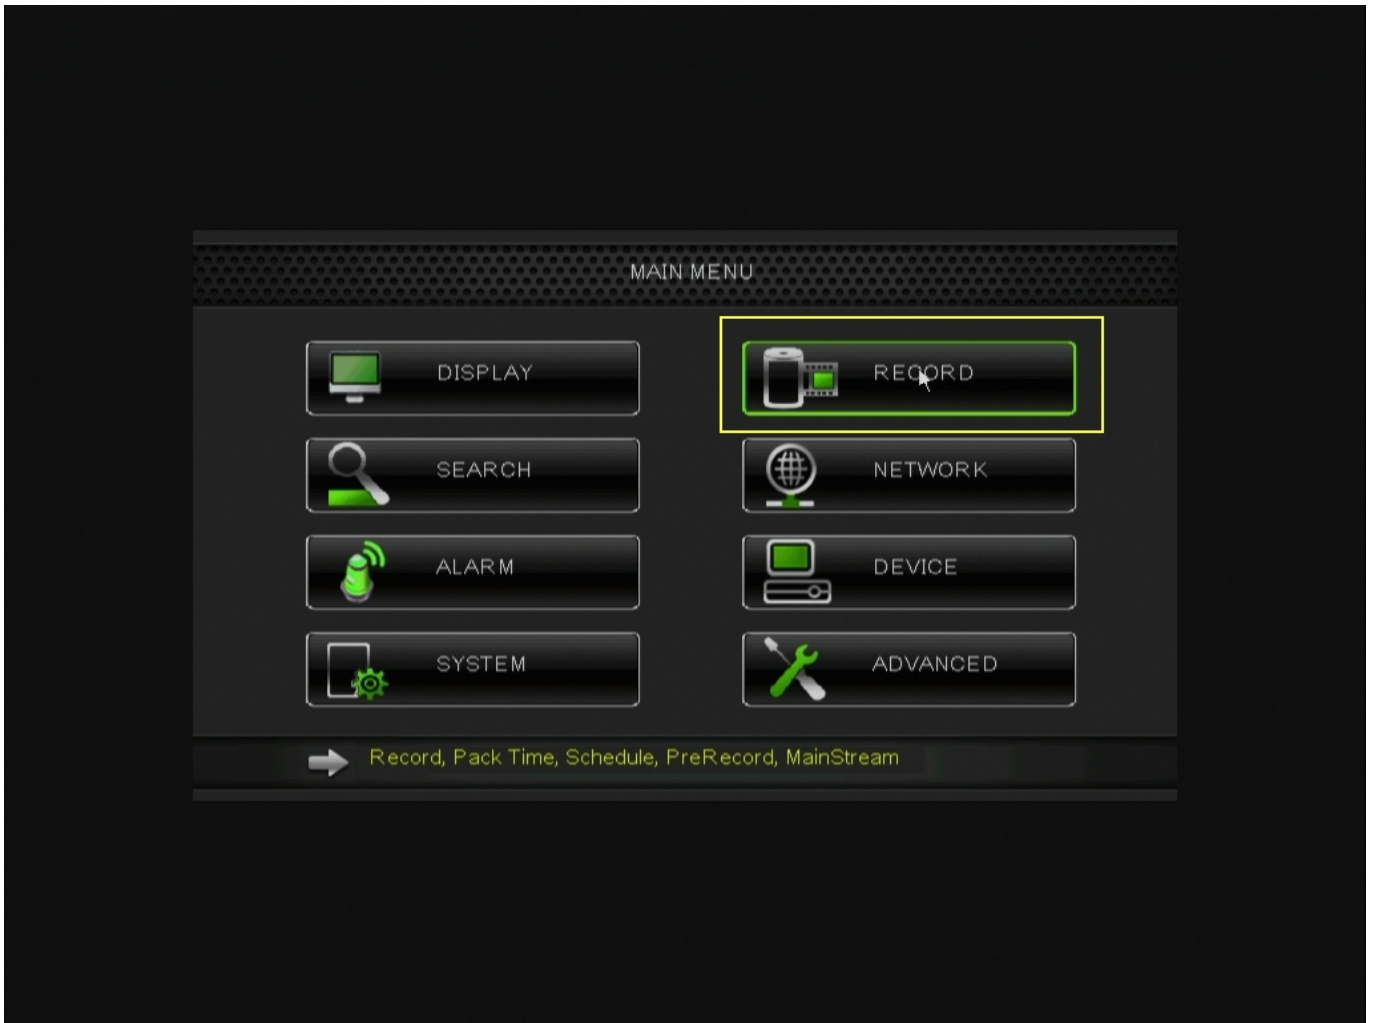 MAIN MENU
DISPLAY
RECORD
SEARCH
NETWORK
ALARM
DEVICE
SYSTEM
ADVANCED
Record, Pack Time, Schedule, PreRecord, MainStream